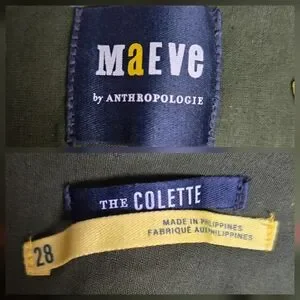 MaEVe
by ANTHROPOLOGIE
THE COLETTE
MADE IN PHILIPPINES
FABRIQUÉ AUX PHILIPPINES
28